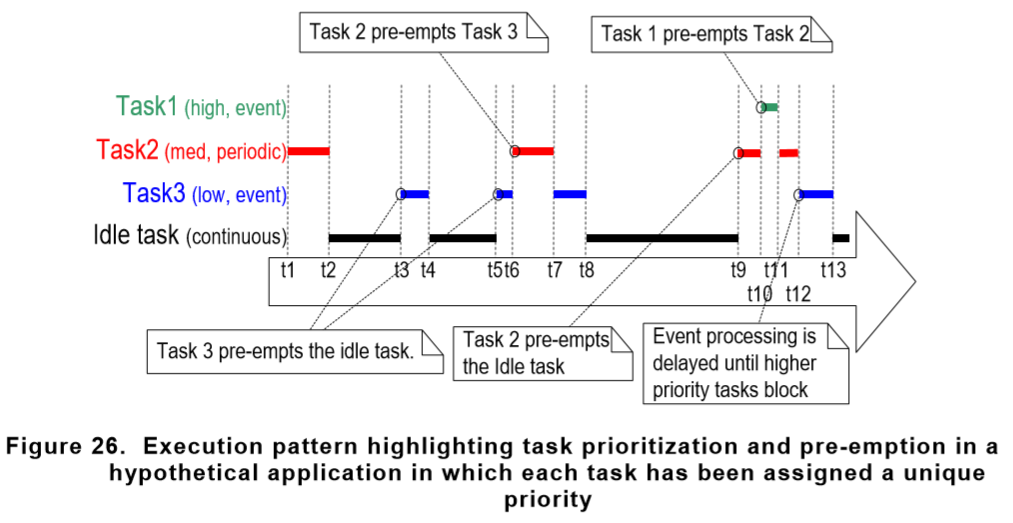 Task 2 pre-empts Task 3
Task 1 pre-empts Task 2
Task1 (high, event)
Task2 (med, periodic)
Task3 (low, event)
Idle task (continuous)
t1 t2 t3 t4 t5 t6 t7 t8 t9 t11 t13
t10 t12
Task 3 pre-empts the idle task.
Task 2 pre-empts
the Idle task
Event processing is
delayed until higher
priority tasks block
Figure 26. Execution pattern highlighting task prioritization and pre-emption in a
hypothetical application in which each task has been assigned a unique
priority